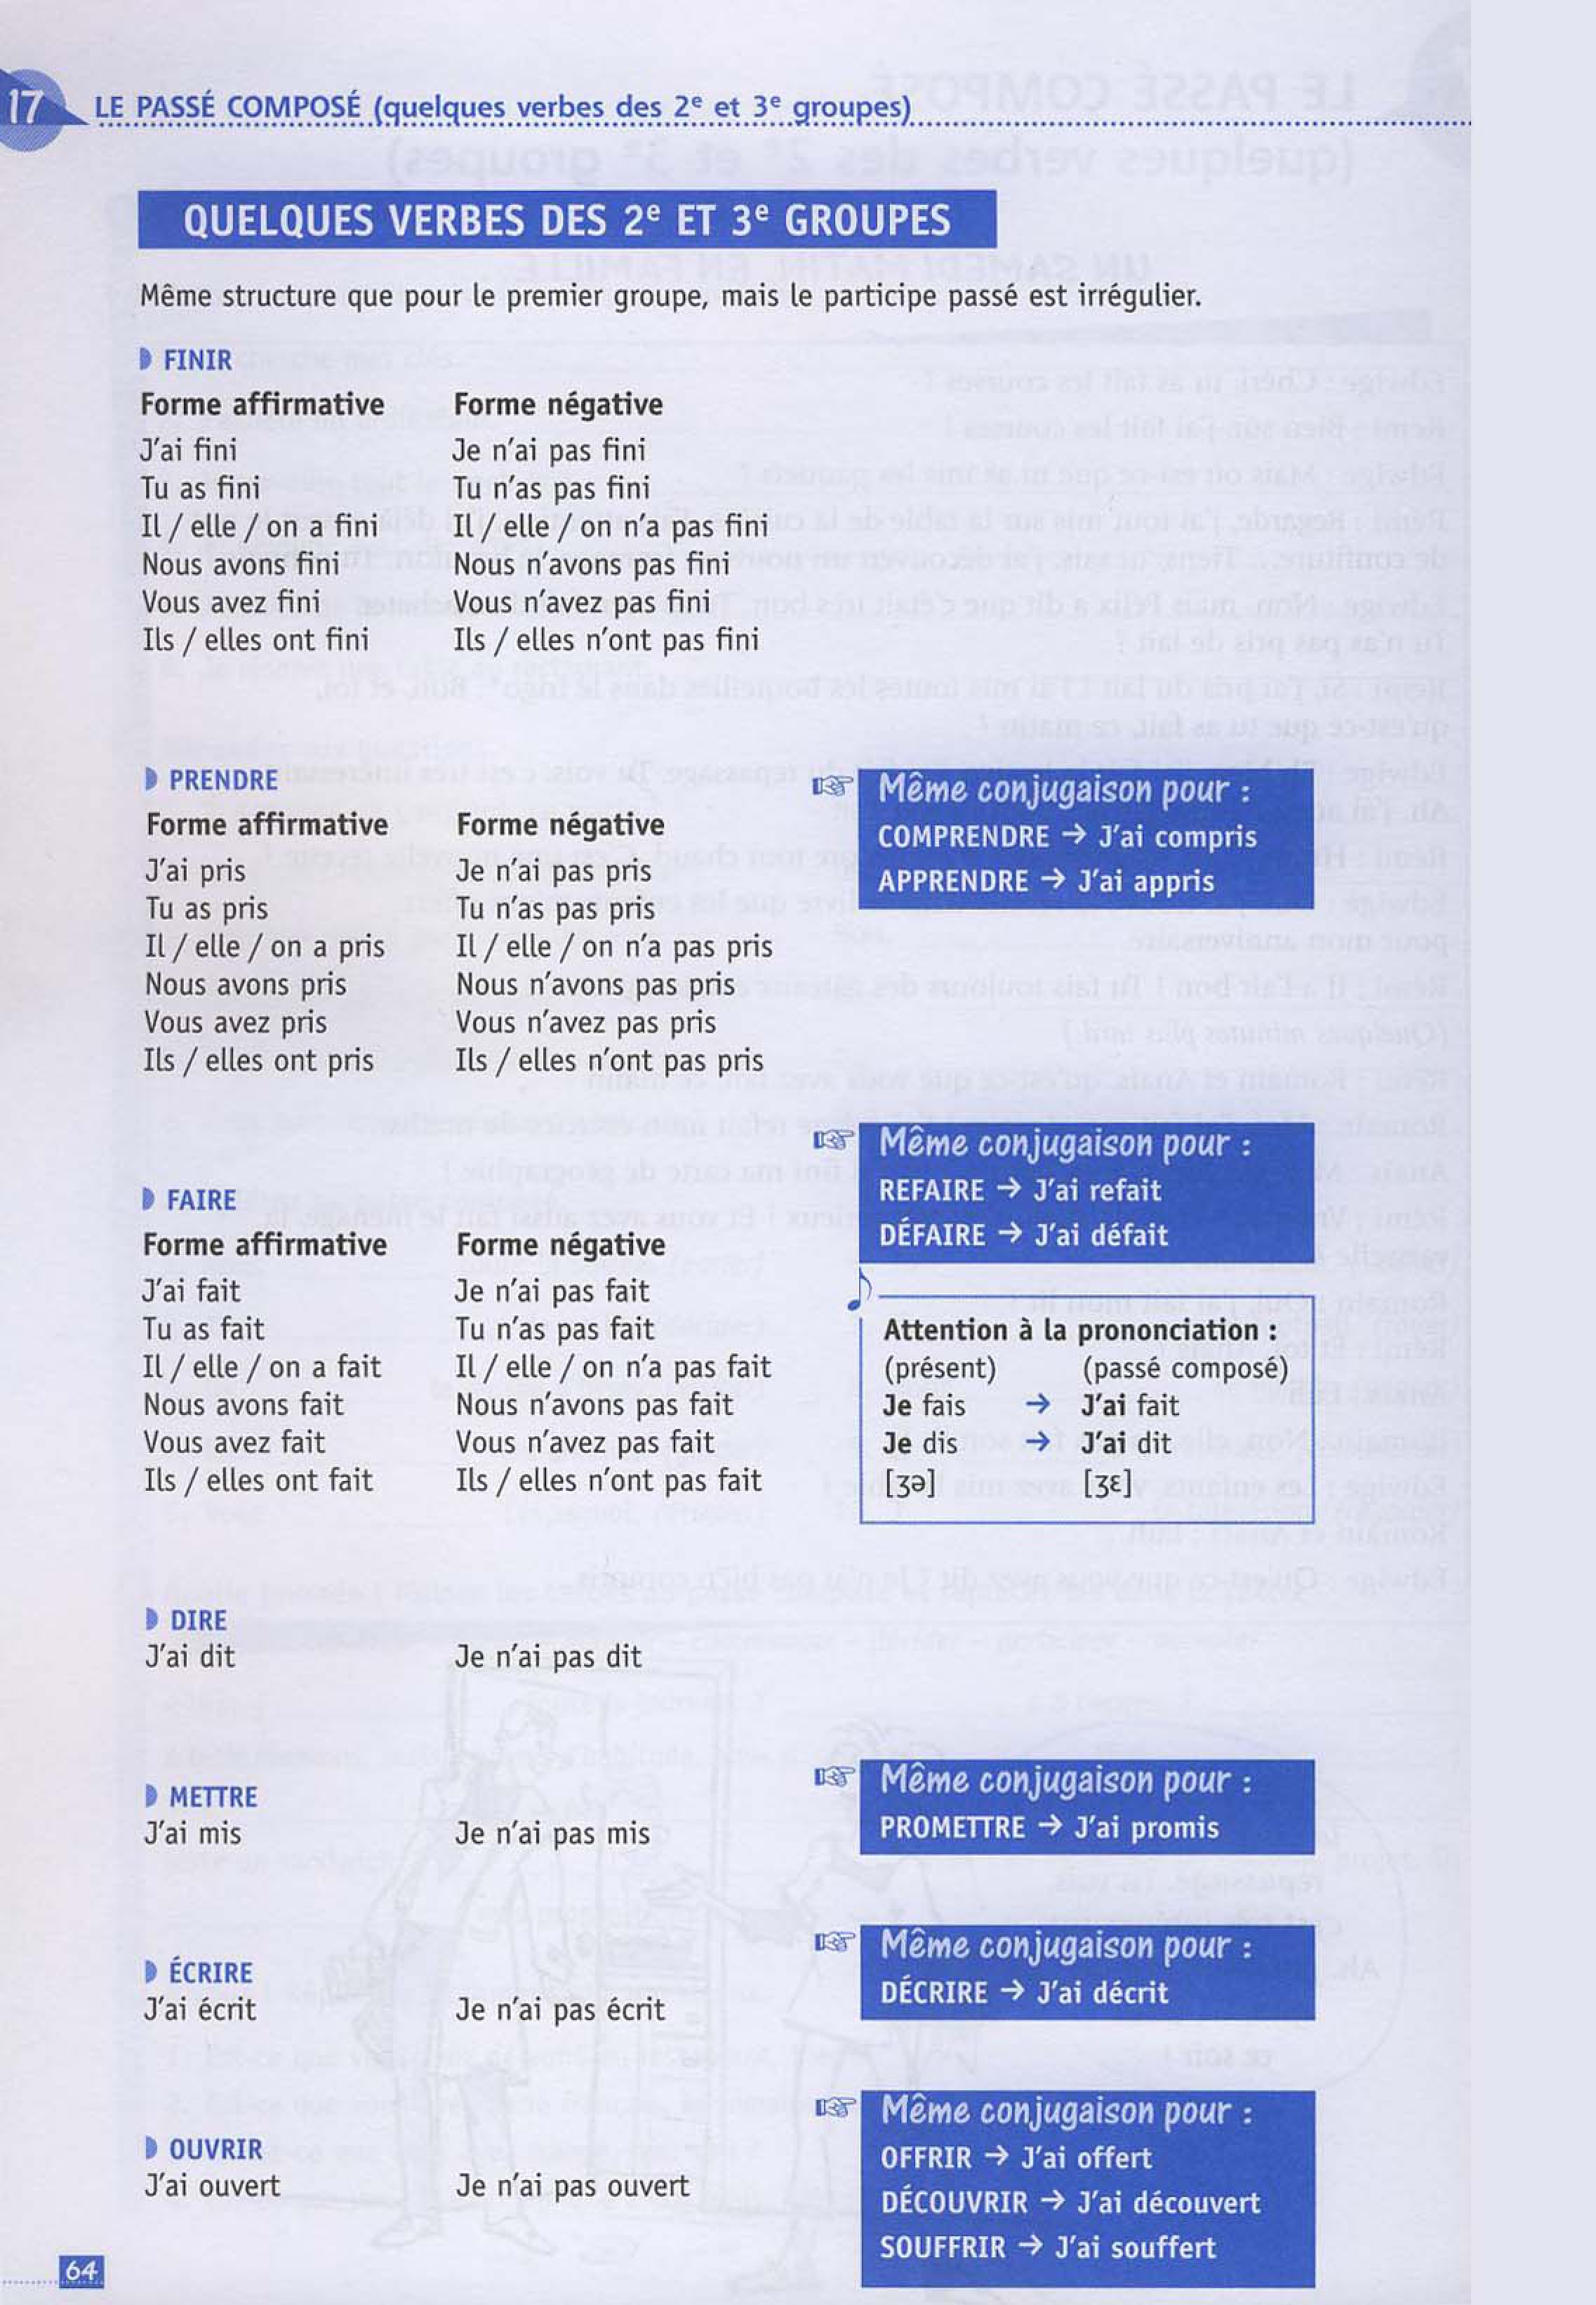 17 LE PASSÉ COMPOSÉ (quelques verbes des 2e et 3e groupes)
QUELQUES VERBES DES 2e ET 3e GROUPES
Même structure que pour le premier groupe, mais le participe passé est irrégulier.
FINIR
Forme affirmative Forme négative
J'ai fini Je n'ai pas fini
Tu as fini Tu n'as pas fini
Il / elle / on a fini Il / elle / on n'a pas fini
Nous avons fini Nous n'avons pas fini
Vous avez fini Vous n'avez pas fini
Ils / elles ont fini Ils / elles n'ont pas fini
PRENDRE
Forme affirmative Forme négative
J'ai pris Je n'ai pas pris
Tu as pris Tu n'as pas pris
Il / elle / on a pris Il / elle / on n'a pas pris
Nous avons pris Nous n'avons pas pris
Vous avez pris Vous n'avez pas pris
Ils / elles ont pris Ils / elles n'ont pas pris
Même conjugaison pour :
COMPRENDRE → J'ai compris
APPRENDRE → J'ai appris
FAIRE
Forme affirmative Forme négative
J'ai fait Je n'ai pas fait
Tu as fait Tu n'as pas fait
Il / elle / on a fait Il / elle / on n'a pas fait
Nous avons fait Nous n'avons pas fait
Vous avez fait Vous n'avez pas fait
Ils / elles ont fait Ils / elles n'ont pas fait
Même conjugaison pour :
REFAIRE → J'ai refait
DÉFAIRE → J'ai défait
Attention à la prononciation :
(présent) (passé composé)
Je fais → J'ai fait
Je dis → J'ai dit
[ʒə] [ʒɛ]
DIRE
J'ai dit Je n'ai pas dit
METTRE
J'ai mis Je n'ai pas mis
Même conjugaison pour :
PROMETTRE → J'ai promis
ÉCRIRE
J'ai écrit Je n'ai pas écrit
Même conjugaison pour :
DÉCRIRE → J'ai décrit
OUVRIR
J'ai ouvert Je n'ai pas ouvert
Même conjugaison pour :
OFFRIR → J'ai offert
DÉCOUVRIR → J'ai découvert
SOUFFRIR → J'ai souffert
64